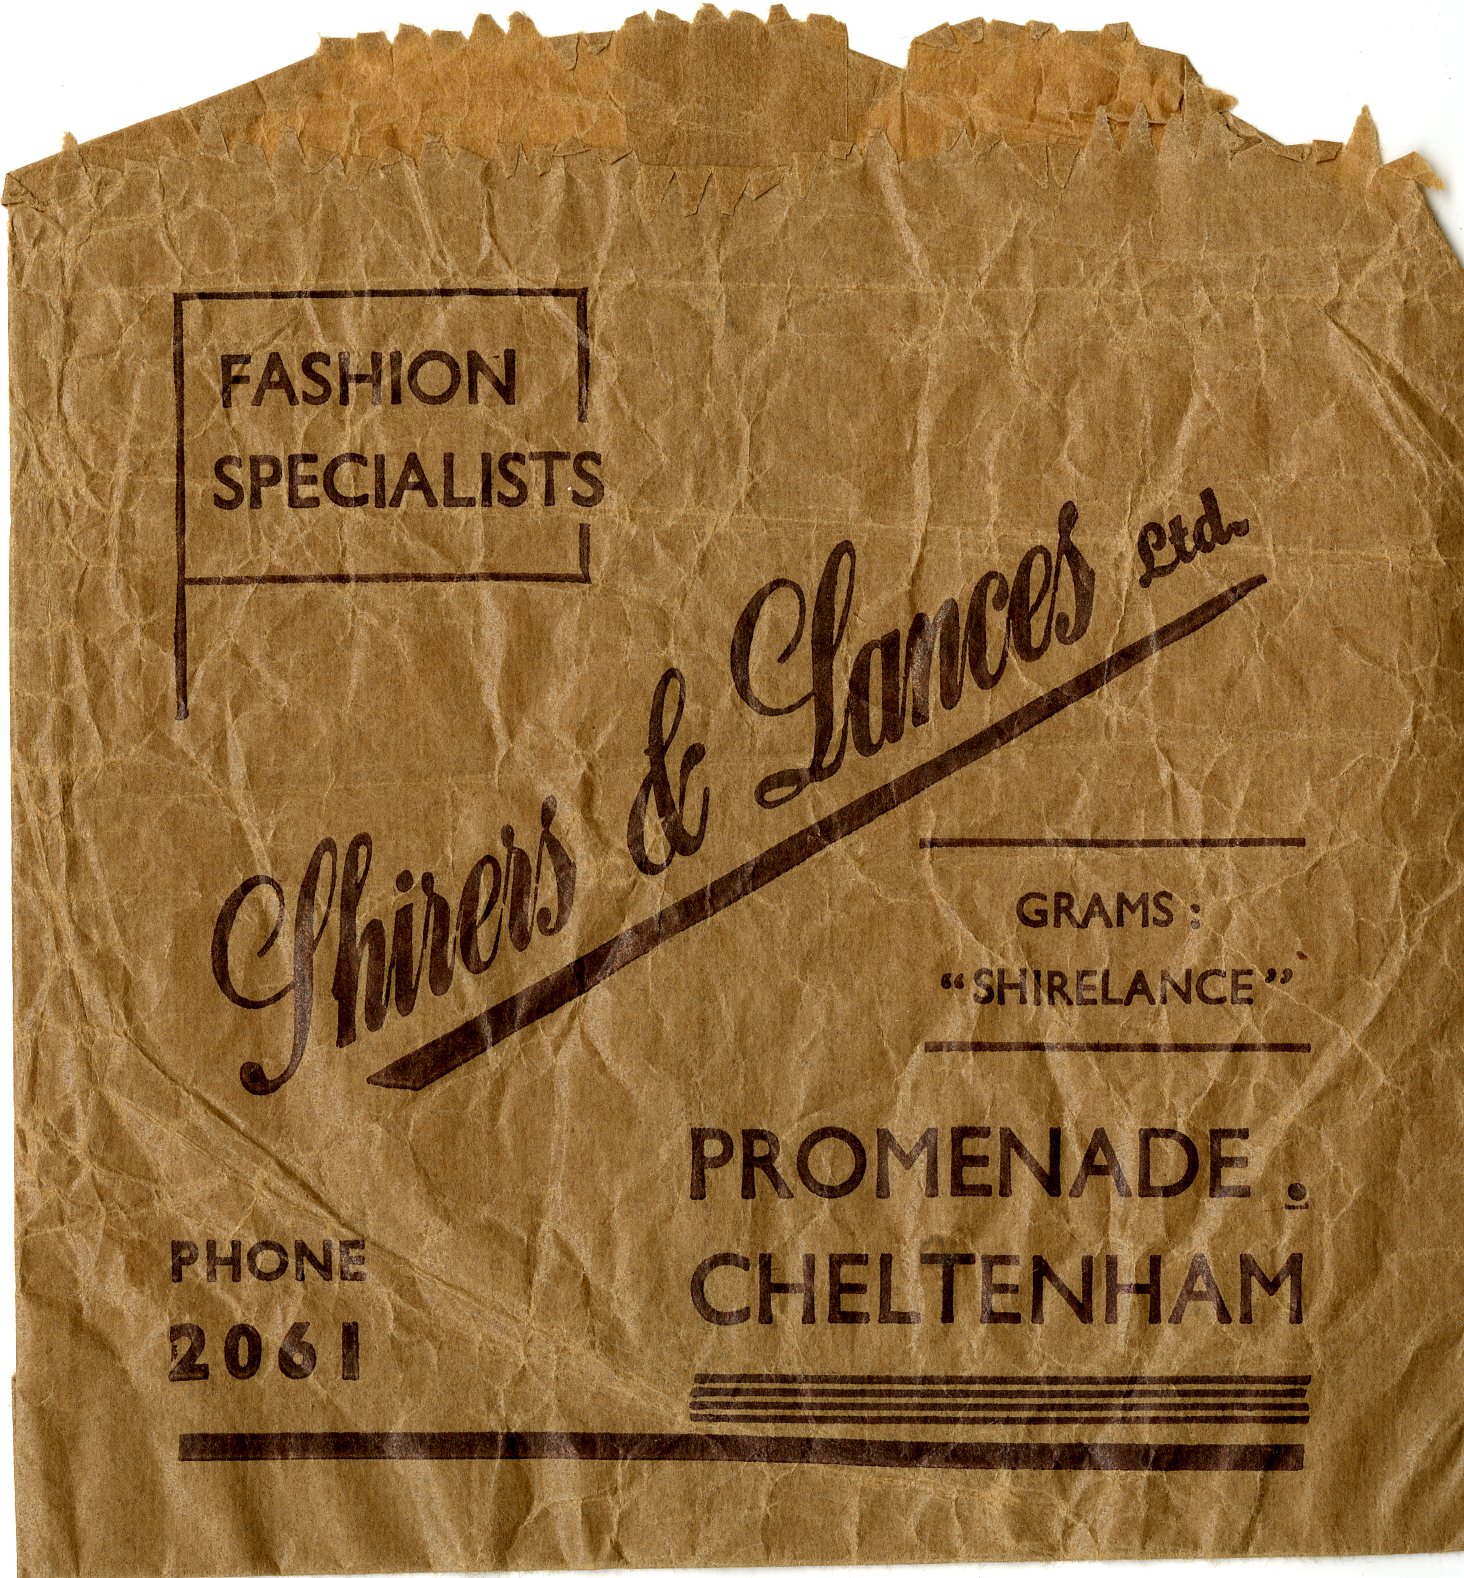 FASHION
SPECIALISTS
Shirers & Lances Ltd.
GRAMS :
“SHIRELANCE”
PROMENADE .
CHELTENHAM
PHONE
2061